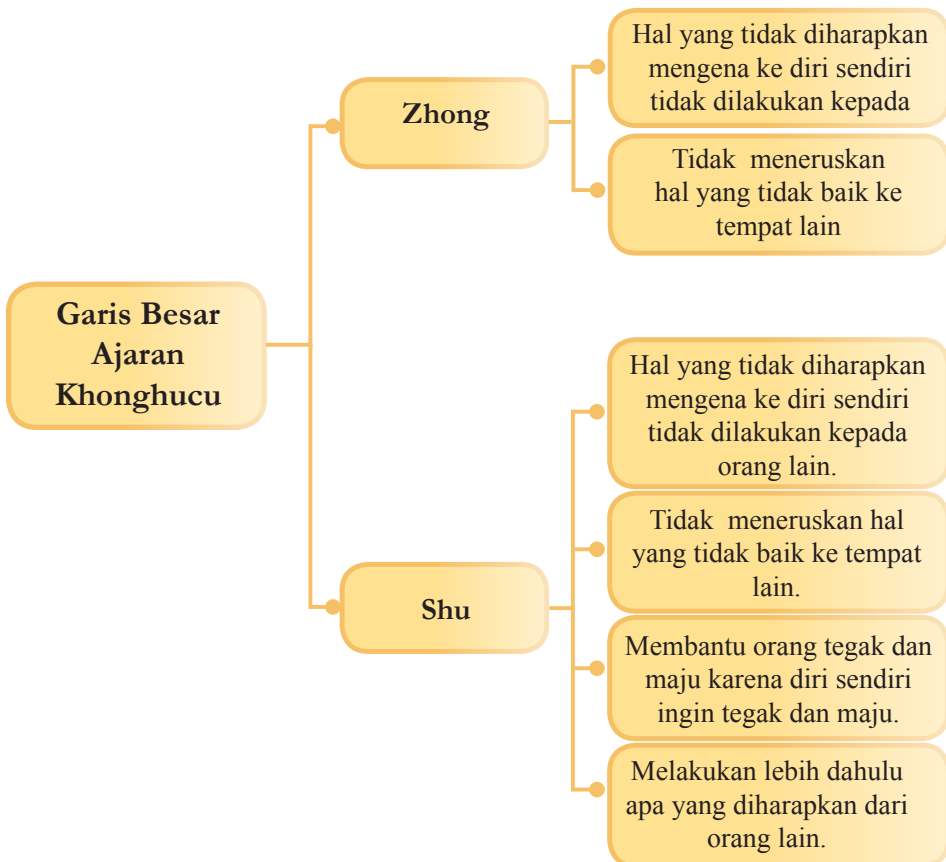 Garis Besar
Ajaran
Khonghucu
Zhong
Hal yang tidak diharapkan
mengena ke diri sendiri
tidak dilakukan kepada
Tidak meneruskan
hal yang tidak baik ke
tempat lain
Shu
Hal yang tidak diharapkan
mengena ke diri sendiri
tidak dilakukan kepada
orang lain.
Tidak meneruskan hal
yang tidak baik ke tempat
lain.
Membantu orang tegak dan
maju karena diri sendiri
ingin tegak dan maju.
Melakukan lebih dahulu
apa yang diharapkan dari
orang lain.